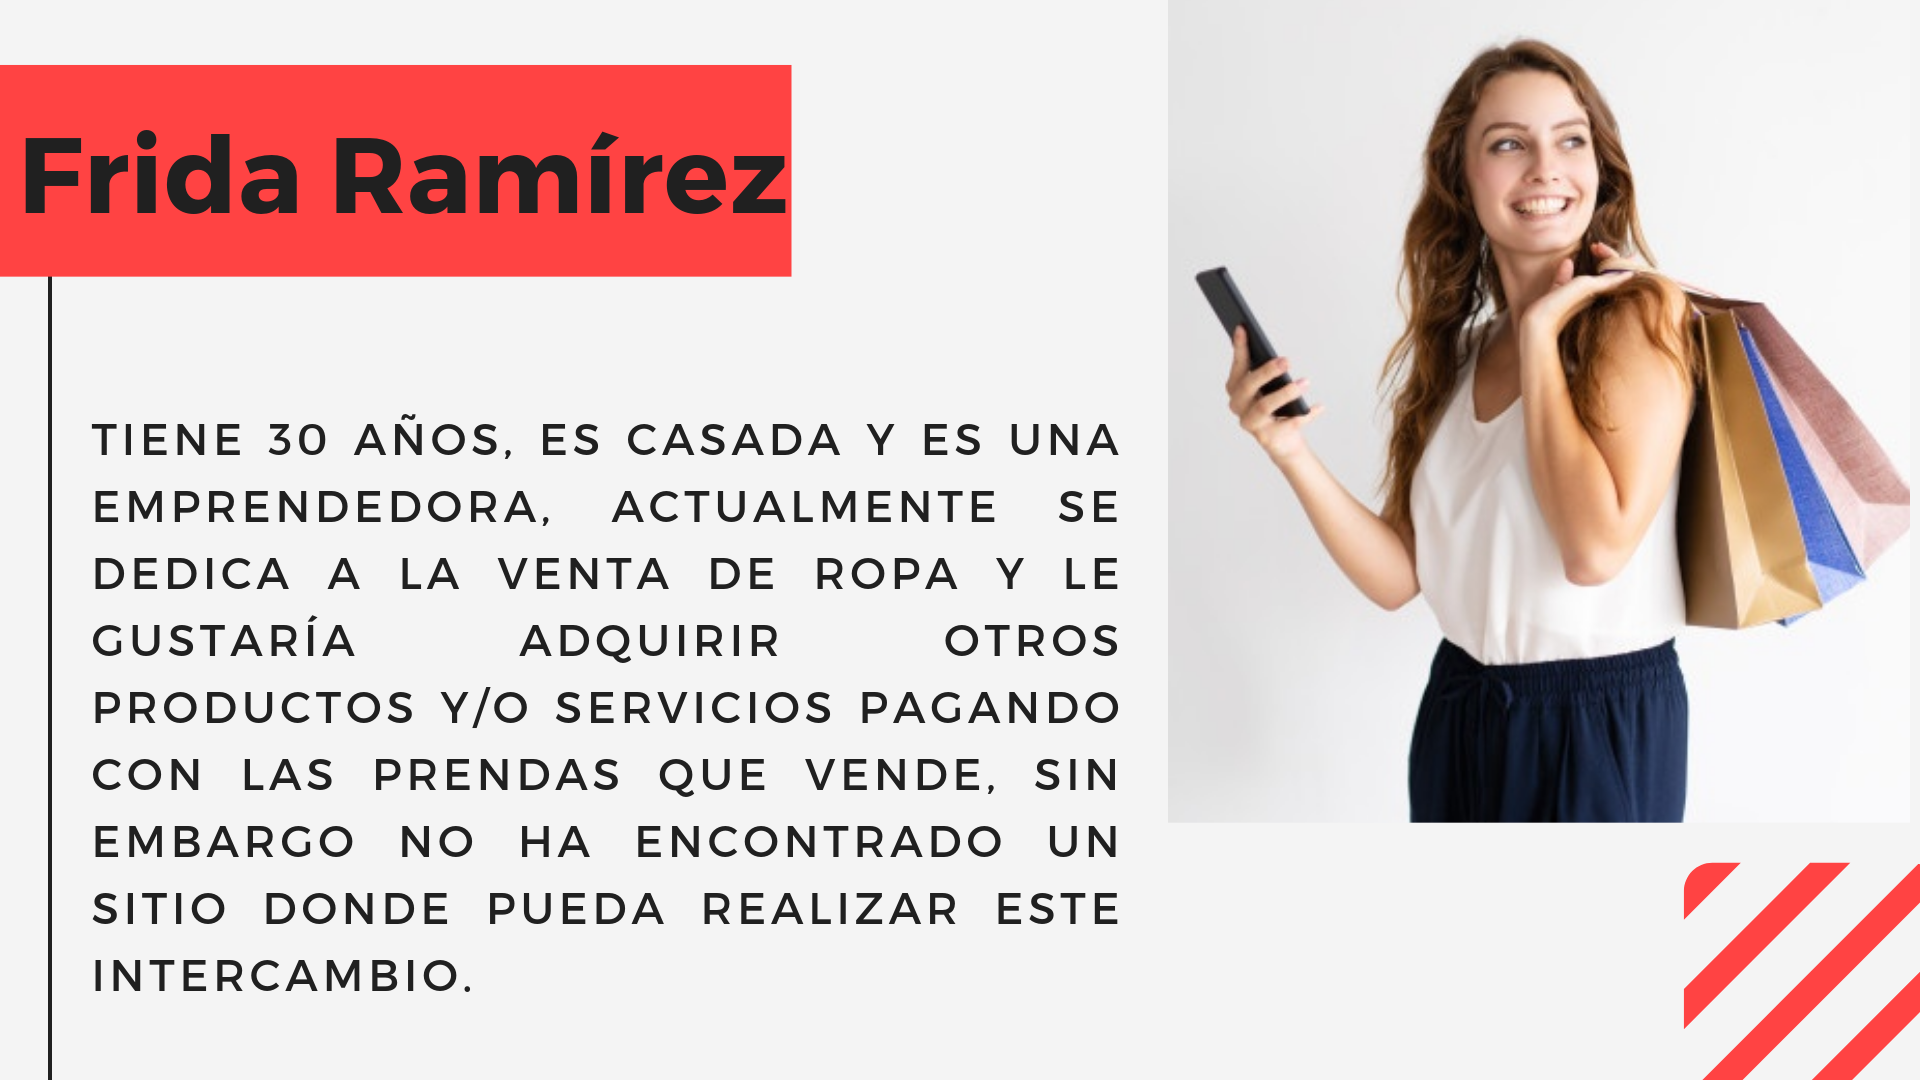 Frida Ramírez
TIENE 30 AÑOS, ES CASADA Y ES UNA
EMPRENDEDORA, ACTUALMENTE SE
DEDICA A LA VENTA DE ROPA Y LE
GUSTARÍA ADQUIRIR OTROS
PRODUCTOS Y/O SERVICIOS PAGANDO
CON LAS PRENDAS QUE VENDE, SIN
EMBARGO NO HA ENCONTRADO UN
SITIO DONDE PUEDA REALIZAR ESTE
INTERCAMBIO.